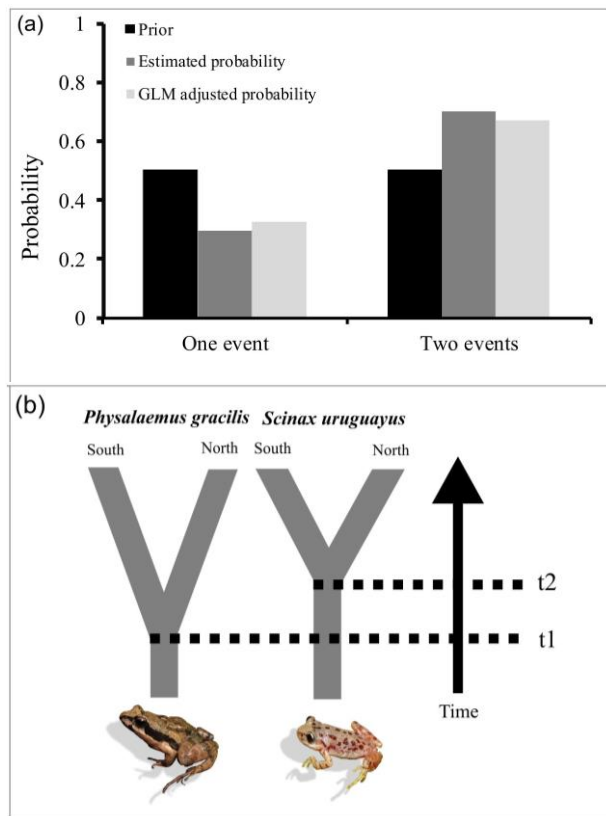 (a)
1
0.8
0.6
0.4
0.2
0
Probability
Prior
Estimated probability
GLM adjusted probability
One event
Two events
(b)
Physalaemus gracilis Scinax uruguayus
South North South North
t2
t1
Time